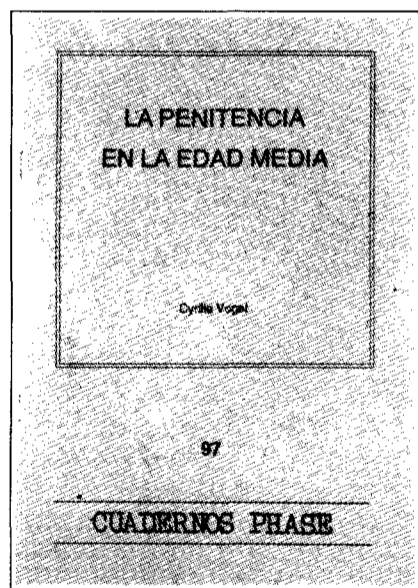 LA PENITENCIA
EN LA EDAD MEDIA
Cyrille Vogel
97
CUADERNOS PHASE